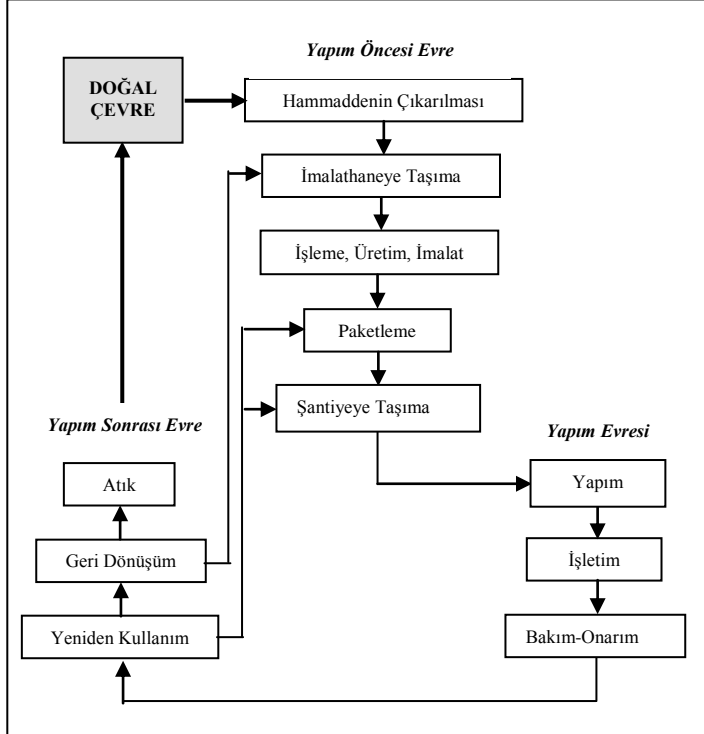 Yapım Öncesi Evre
DOĞAL
ÇEVRE
Hammaddenin Çıkarılması
İmalathaneye Taşıma
İşleme, Üretim, İmalat
Paketleme
Şantiyeye Taşıma
Yapım Sonrası Evre
Yapım Evresi
Atık
Yapım
Geri Dönüşüm
İşletim
Yeniden Kullanım
Bakım-Onarım